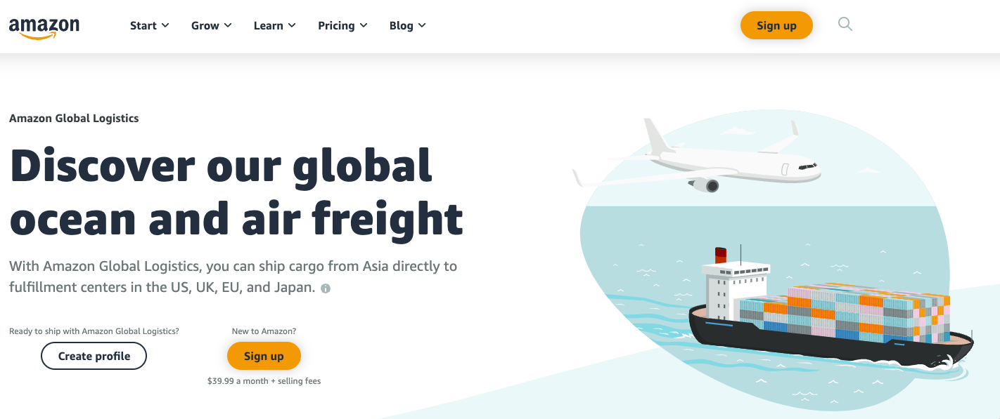 amazon
Start
Grow
Learn
Pricing
Blog
Sign up
Amazon Global Logistics
Discover our global
ocean and air freight
With Amazon Global Logistics, you can ship cargo from Asia directly to
fulfillment centers in the US, UK, EU, and Japan.
Ready to ship with Amazon Global Logistics?
Create profile
New to Amazon?
Sign up
$39.99 a month + selling fees